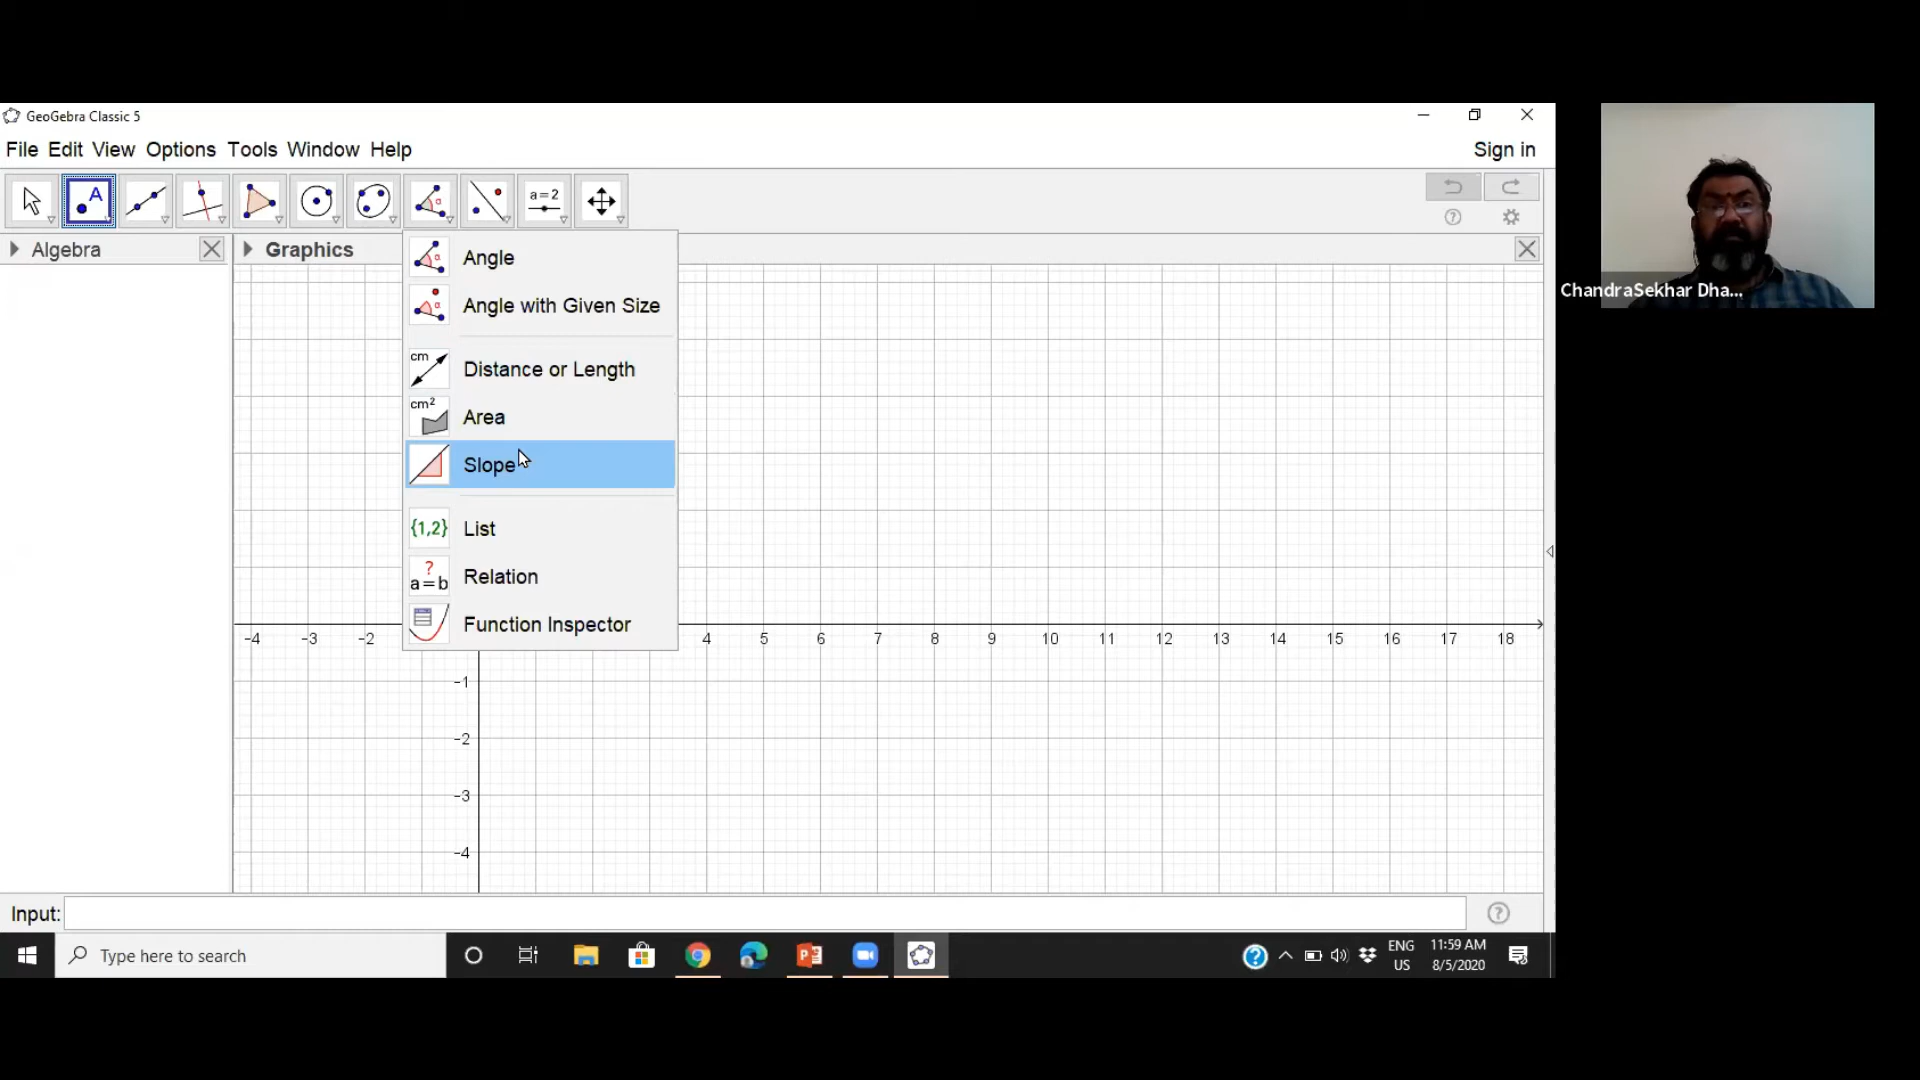 GeoGebra Classic 5
File Edit View Options Tools Window Help
Sign in
A
α
a=2
Algebra
Graphics
α Angle
α Angle with Given Size
cm Distance or Length
cm² Area
Slope
{1,2} List
? a=b Relation
Function Inspector
-4 -3 -2 4 5 6 7 8 9 10 11 12 13 14 15 16 17 18
-1
-2
-3
-4
Input:
Type here to search
ENG
US
11:59 AM
8/5/2020
ChandraSekhar Dha...